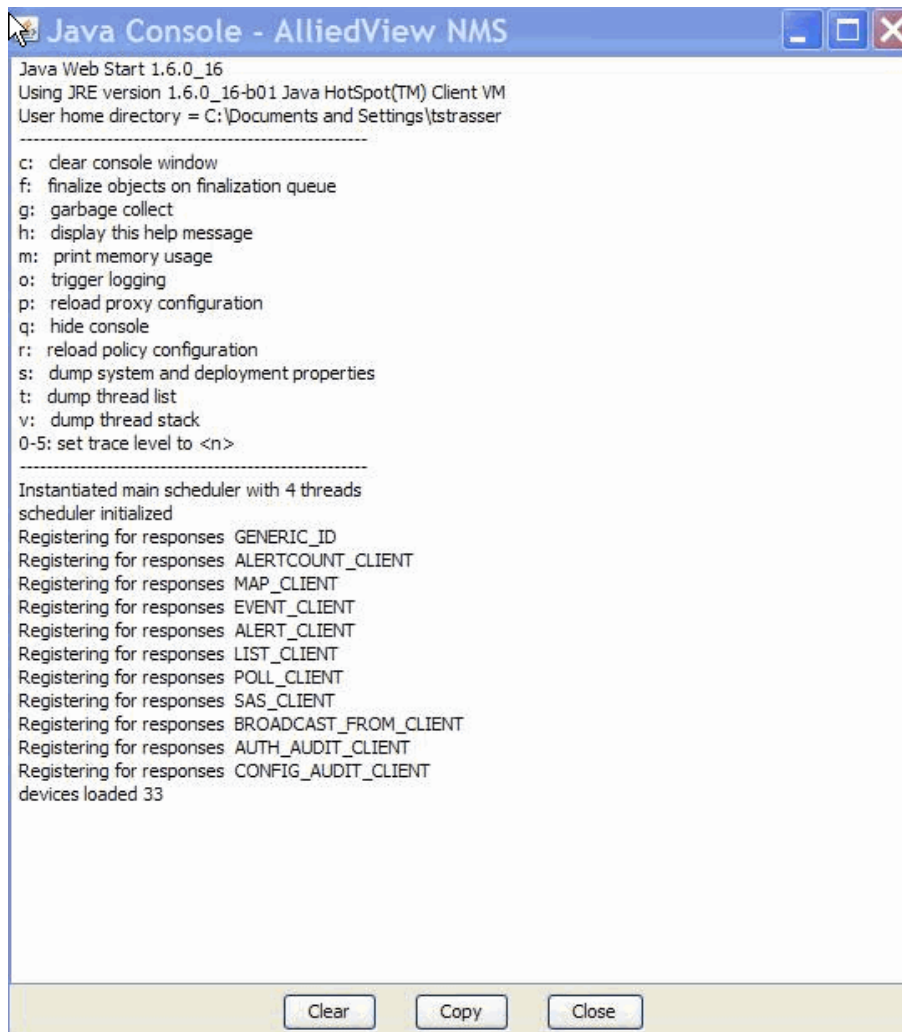 Java Console - AlliedView NMS
Java Web Start 1.6.0_16
Using JRE version 1.6.0_16-b01 Java HotSpot(TM) Client VM
User home directory = C:\Documents and Settings\tstrasser
----------------------------------------------------
c: clear console window
f: finalize objects on finalization queue
g: garbage collect
h: display this help message
m: print memory usage
o: trigger logging
p: reload proxy configuration
q: hide console
r: reload policy configuration
s: dump system and deployment properties
t: dump thread list
v: dump thread stack
0-5: set trace level to <n>
----------------------------------------------------
Instantiated main scheduler with 4 threads
scheduler initialized
Registering for responses GENERIC_ID
Registering for responses ALERTCOUNT_CLIENT
Registering for responses MAP_CLIENT
Registering for responses EVENT_CLIENT
Registering for responses ALERT_CLIENT
Registering for responses LIST_CLIENT
Registering for responses POLL_CLIENT
Registering for responses SAS_CLIENT
Registering for responses BROADCAST_FROM_CLIENT
Registering for responses AUTH_AUDIT_CLIENT
Registering for responses CONFIG_AUDIT_CLIENT
devices loaded 33
Clear Copy Close